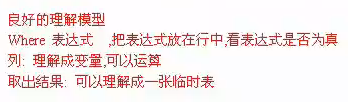 良好的理解模型
Where 表达式 ,把表达式放在行中,看表达式是否为真
列: 理解成变量,可以运算
取出结果: 可以理解成一张临时表